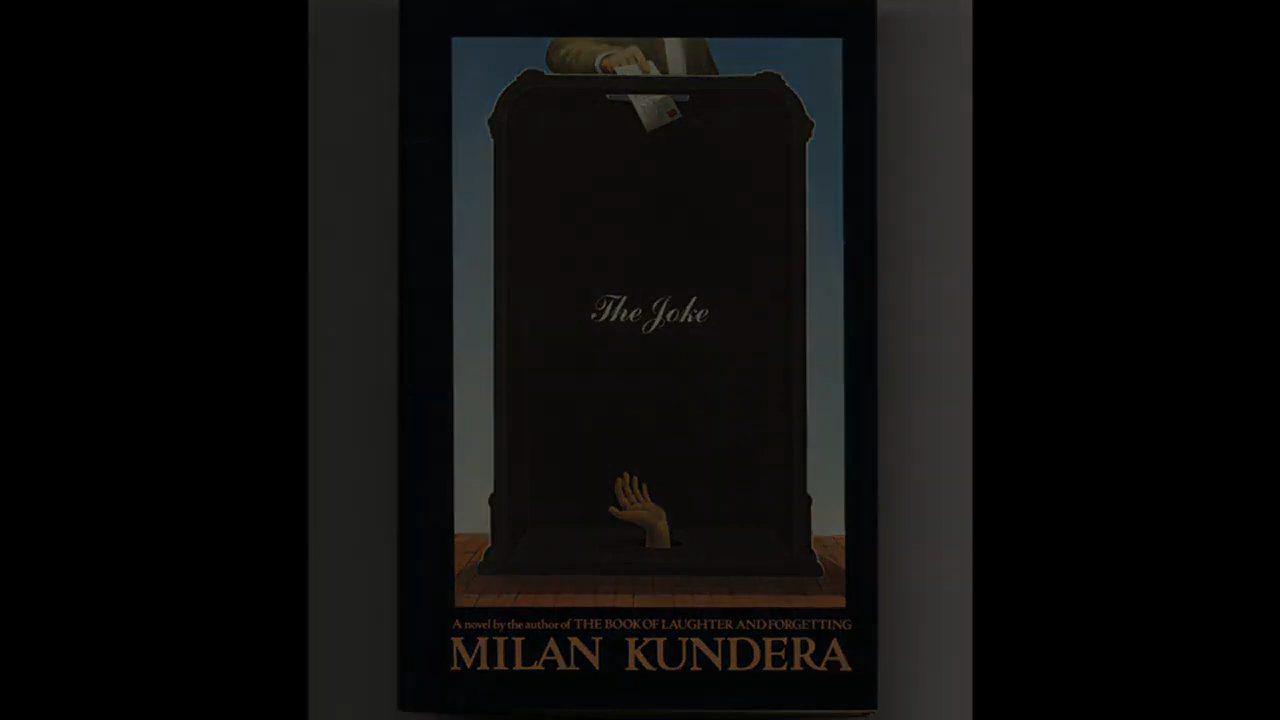 The Joke
A novel by the author of THE BOOK OF LAUGHTER AND FORGETTING
MILAN KUNDERA